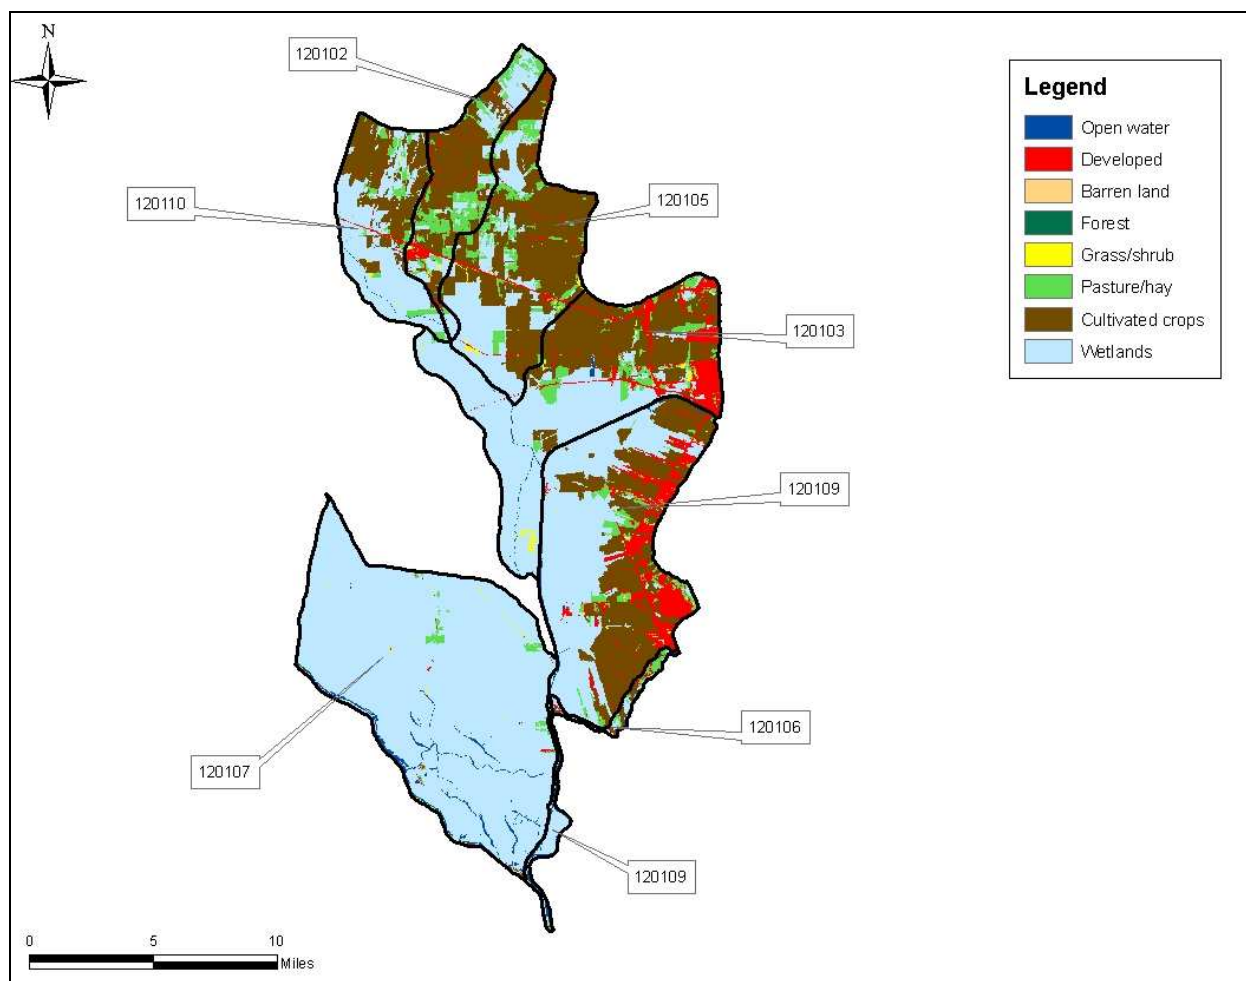 N
120102
Legend
Open water
Developed
Barren land
Forest
Grass/shrub
Pasture/hay
Cultivated crops
Wetlands
120110
120105
120103
120109
120106
120107
120109
0 5 10
Miles